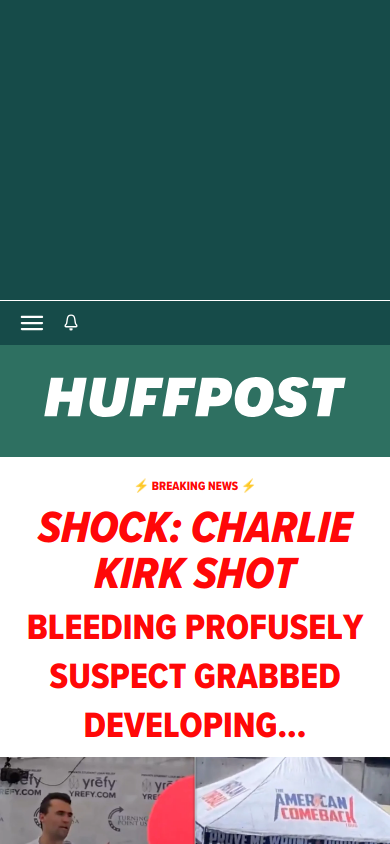 HUFFPOST
⚡ BREAKING NEWS ⚡
SHOCK: CHARLIE
KIRK SHOT
BLEEDING PROFUSELY
SUSPECT GRABBED
DEVELOPING...
yrefy
yrefy
YREFY.COM
YREFY.COM
TURNING
POINT
THE
AMERICAN
COMEBACK
TOUR
PROVE ME WRONG